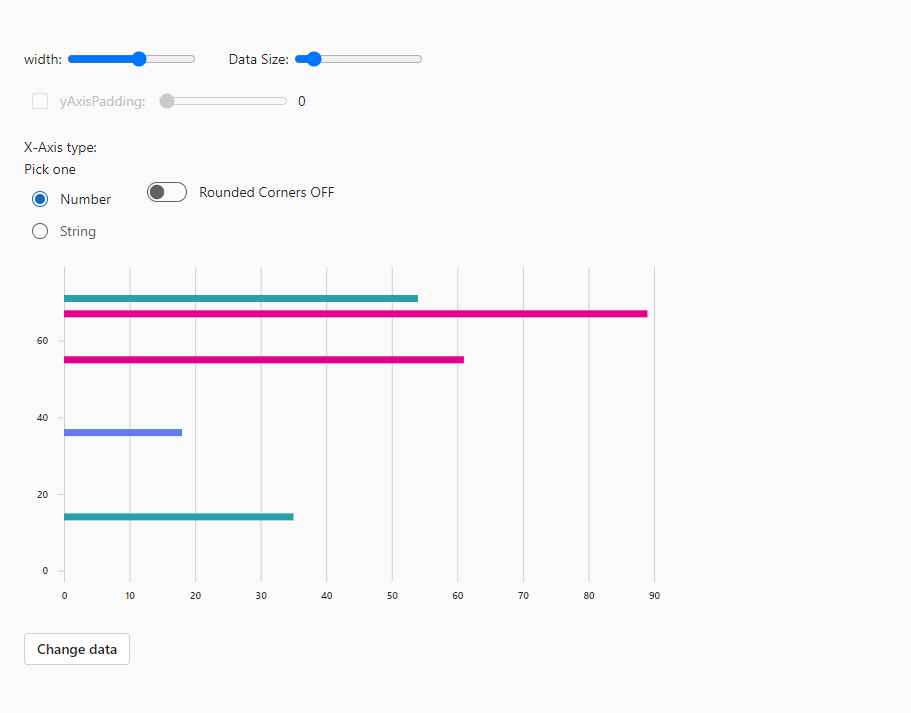 width: Data Size:
yAxisPadding: 0
X-Axis type:
Pick one
Number Rounded Corners OFF
String
60
40
20
0
0 10 20 30 40 50 60 70 80 90
Change data